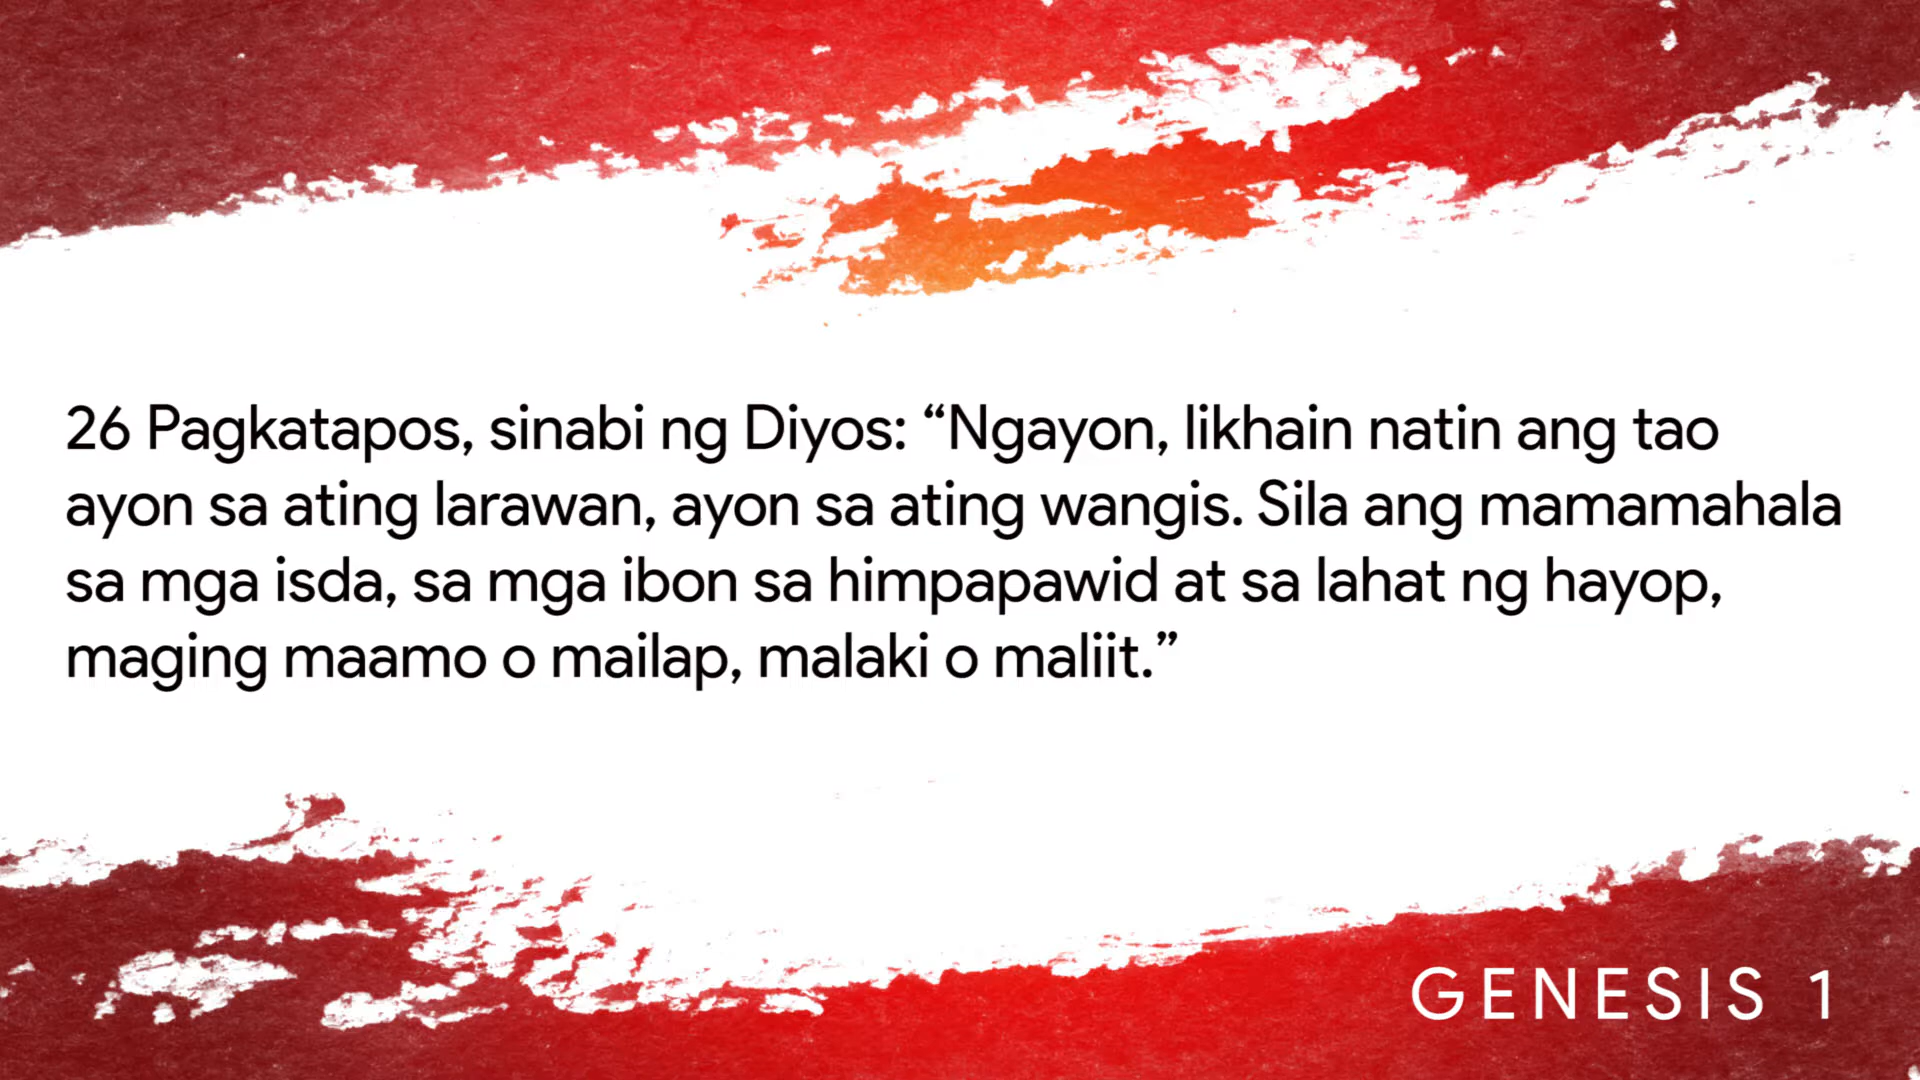 26 Pagkatapos, sinabi ng Diyos: “Ngayon, likhain natin ang tao
ayon sa ating larawan, ayon sa ating wangis. Sila ang mamamahala
sa mga isda, sa mga ibon sa himpapawid at sa lahat ng hayop,
maging maamo o mailap, malaki o maliit.”
GENESIS 1